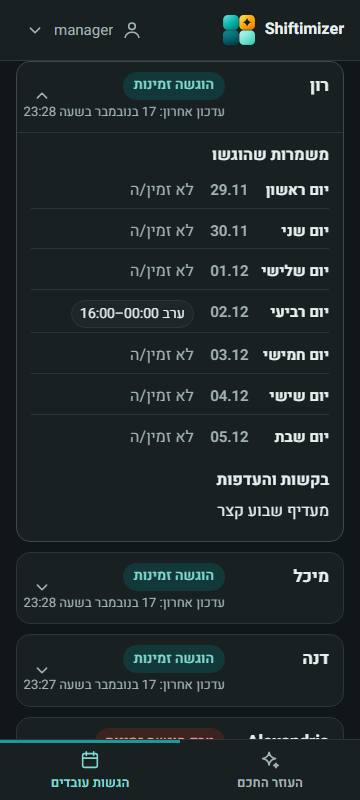 Shiftimizer
manager
רון
הוגשה זמינות
עדכון אחרון: 17 בנובמבר בשעה 23:28
משמרות שהוגשו
יום ראשון 29.11 לא זמין/ה
יום שני 30.11 לא זמין/ה
יום שלישי 01.12 לא זמין/ה
יום רביעי 02.12 ערב 16:00–00:00
יום חמישי 03.12 לא זמין/ה
יום שישי 04.12 לא זמין/ה
יום שבת 05.12 לא זמין/ה
בקשות והעדפות
מעדיף שבוע קצר
מיכל
הוגשה זמינות
עדכון אחרון: 17 בנובמבר בשעה 23:28
דנה
הוגשה זמינות
עדכון אחרון: 17 בנובמבר בשעה 23:27
העוזר החכם
הגשות עובדים